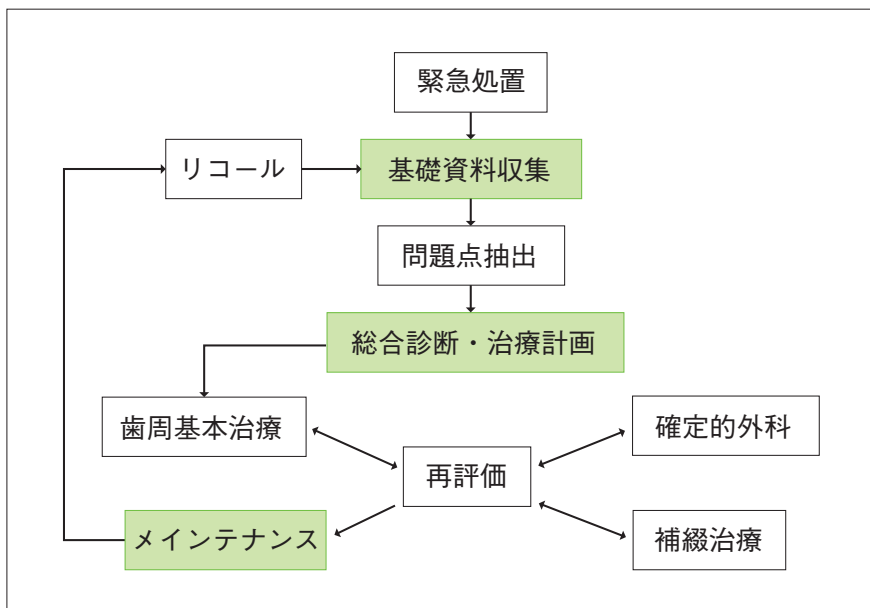 緊急処置
リコール
基礎資料収集
問題点抽出
総合診断・治療計画
歯周基本治療
確定的外科
再評価
メインテナンス
補綴治療